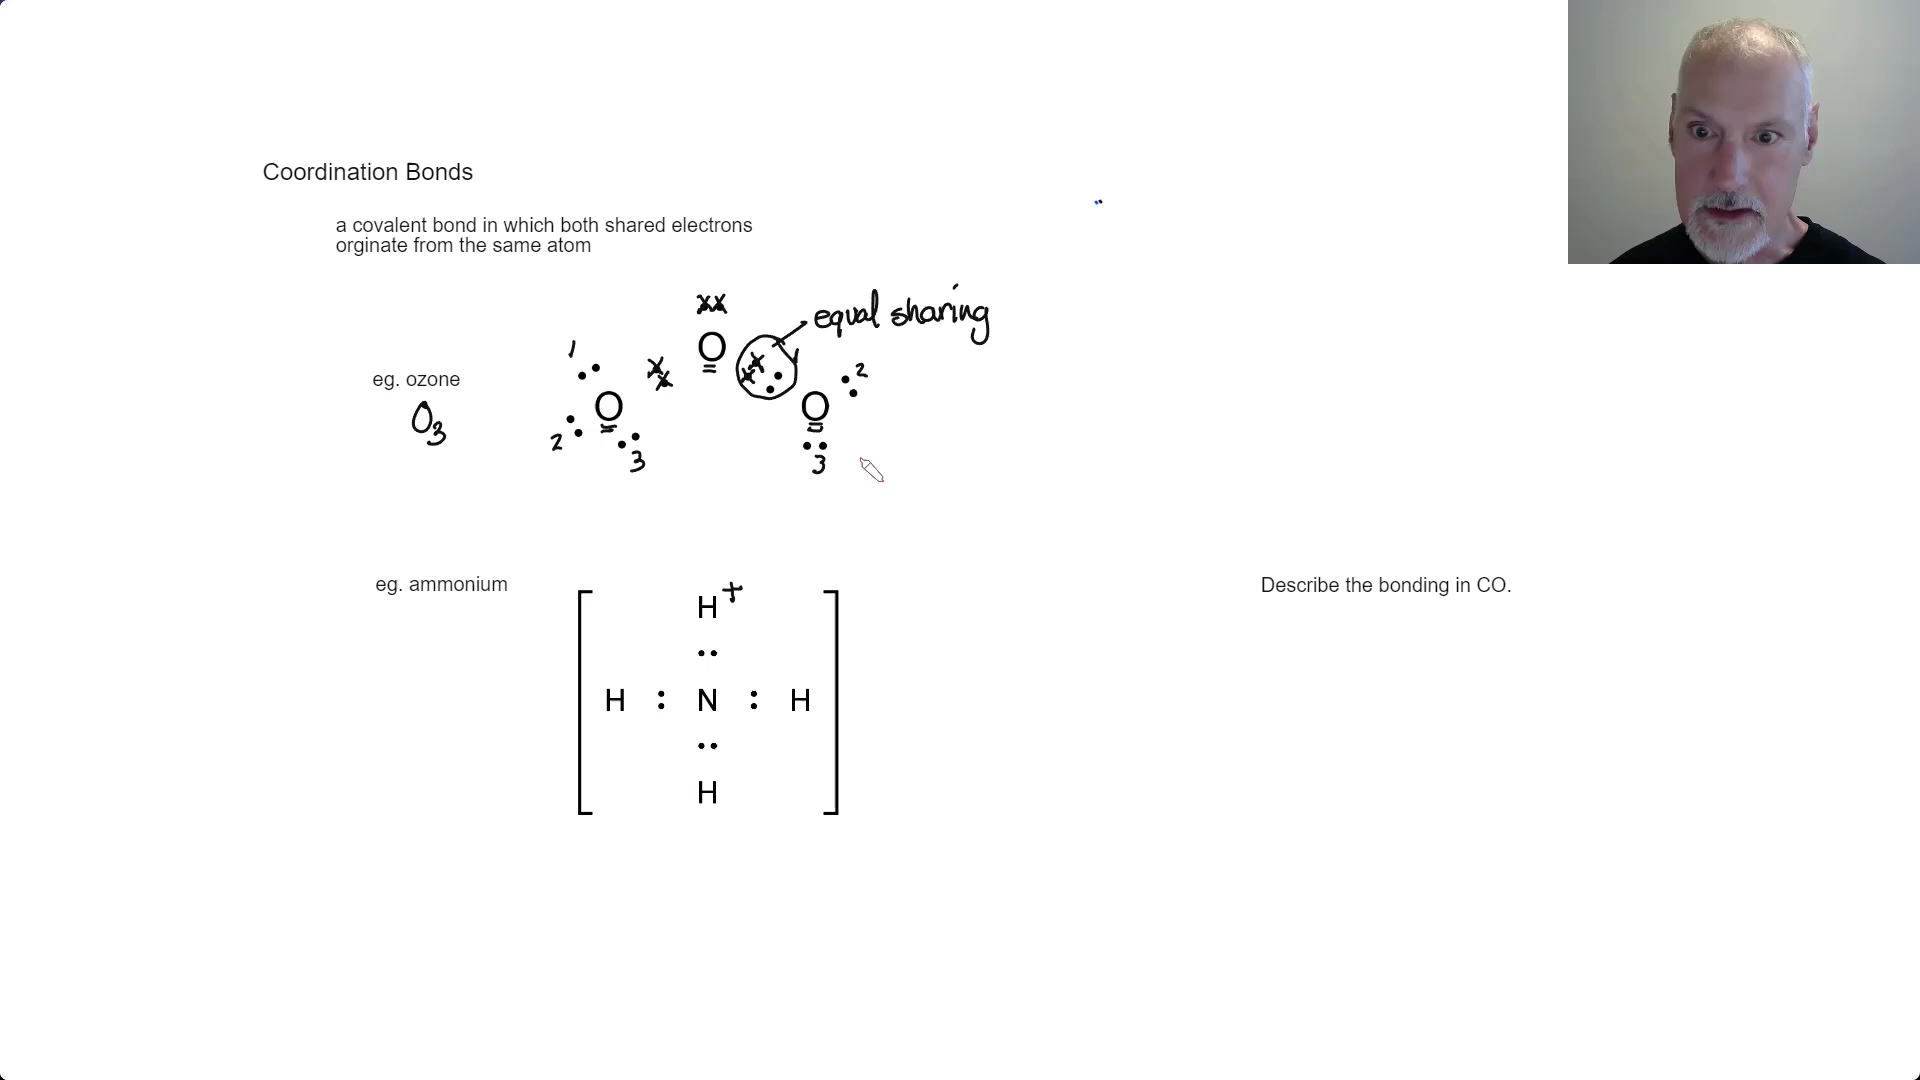 Coordination Bonds
a covalent bond in which both shared electrons
orginate from the same atom
xx
O
equal sharing
1
x
x
x
x
eg. ozone
O3
O
O
2
2
3
3
eg. ammonium
H+
H : N : H
H
Describe the bonding in CO.